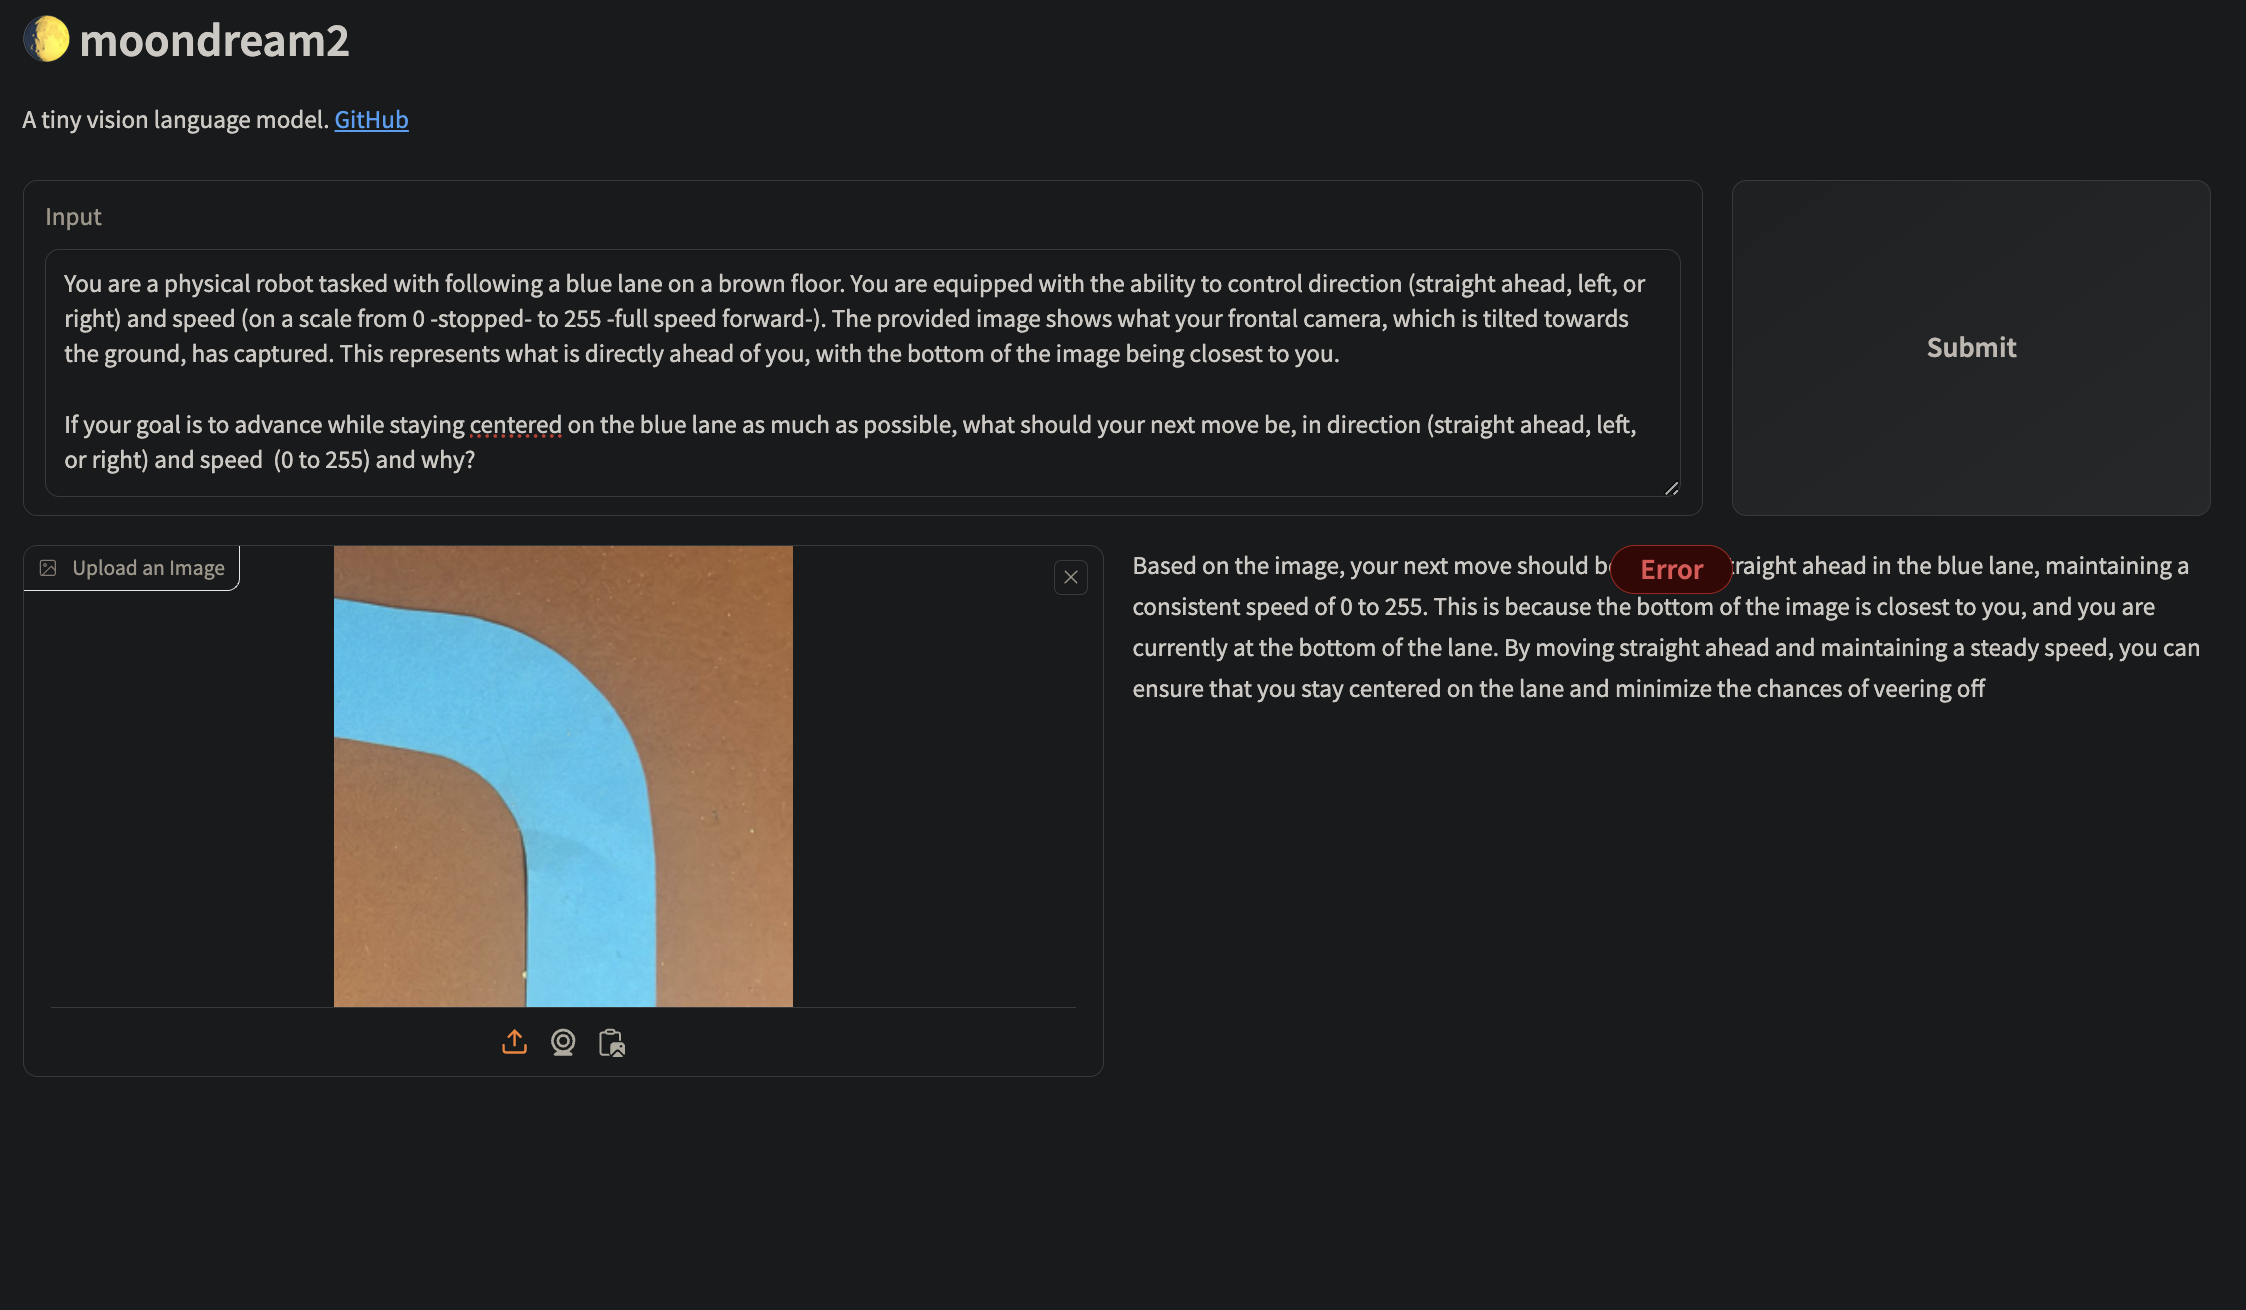 moondream2
A tiny vision language model. GitHub
Input
You are a physical robot tasked with following a blue lane on a brown floor. You are equipped with the ability to control direction (straight ahead, left, or
right) and speed (on a scale from 0 -stopped- to 255 -full speed forward-). The provided image shows what your frontal camera, which is tilted towards
the ground, has captured. This represents what is directly ahead of you, with the bottom of the image being closest to you.
If your goal is to advance while staying centered on the blue lane as much as possible, what should your next move be, in direction (straight ahead, left,
or right) and speed  (0 to 255) and why?
Submit
Upload an Image
Based on the image, your next move should Error ahead in the blue lane, maintaining a
consistent speed of 0 to 255. This is because the bottom of the image is closest to you, and you are
currently at the bottom of the lane. By moving straight ahead and maintaining a steady speed, you can
ensure that you stay centered on the lane and minimize the chances of veering off